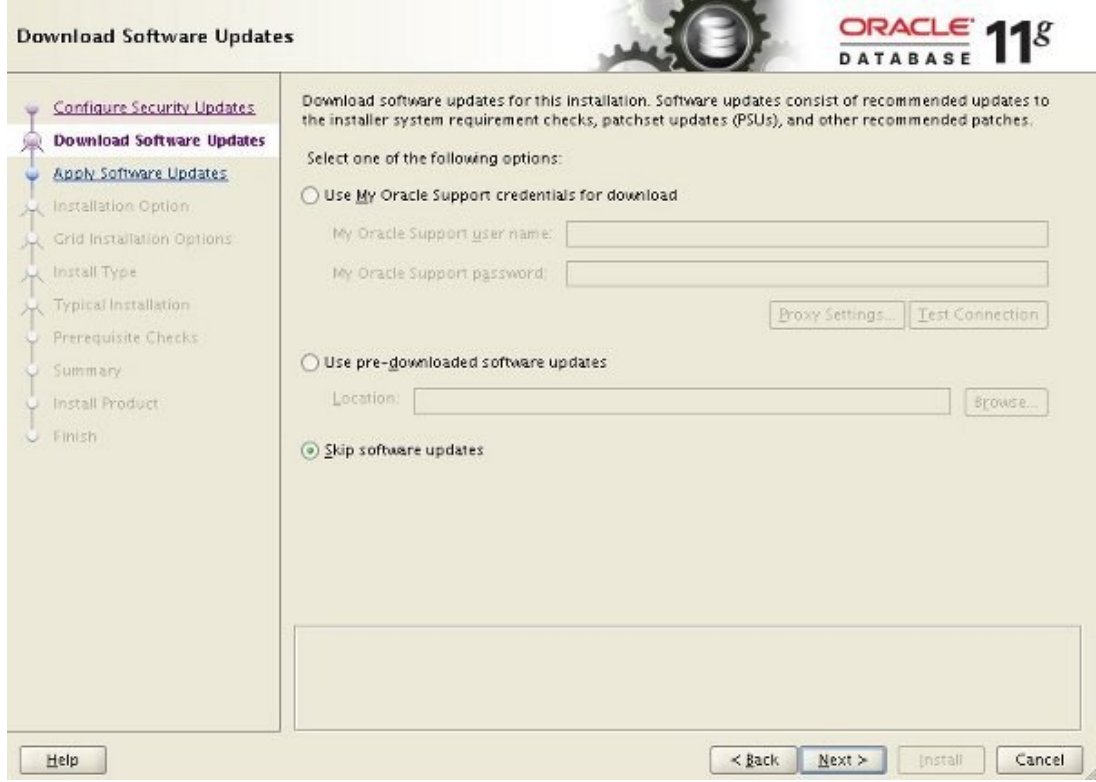 Download Software Updates
ORACLE
DATABASE
11g
Configure Security Updates
Download Software Updates
Apply Software Updates
Installation Option
Grid Installation Options
Install Type
Typical Installation
Prerequisite Checks
Summary
Install Product
Finish
Download software updates for this installation. Software updates consist of recommended updates to
the installer system requirement checks, patchset updates (PSUs), and other recommended patches.
Select one of the following options:
Use My Oracle Support credentials for download
My Oracle Support user name:
My Oracle Support password:
Proxy Settings... Test Connection
Use pre-downloaded software updates
Location: Browse...
Skip software updates
Help < Back Next > Install Cancel